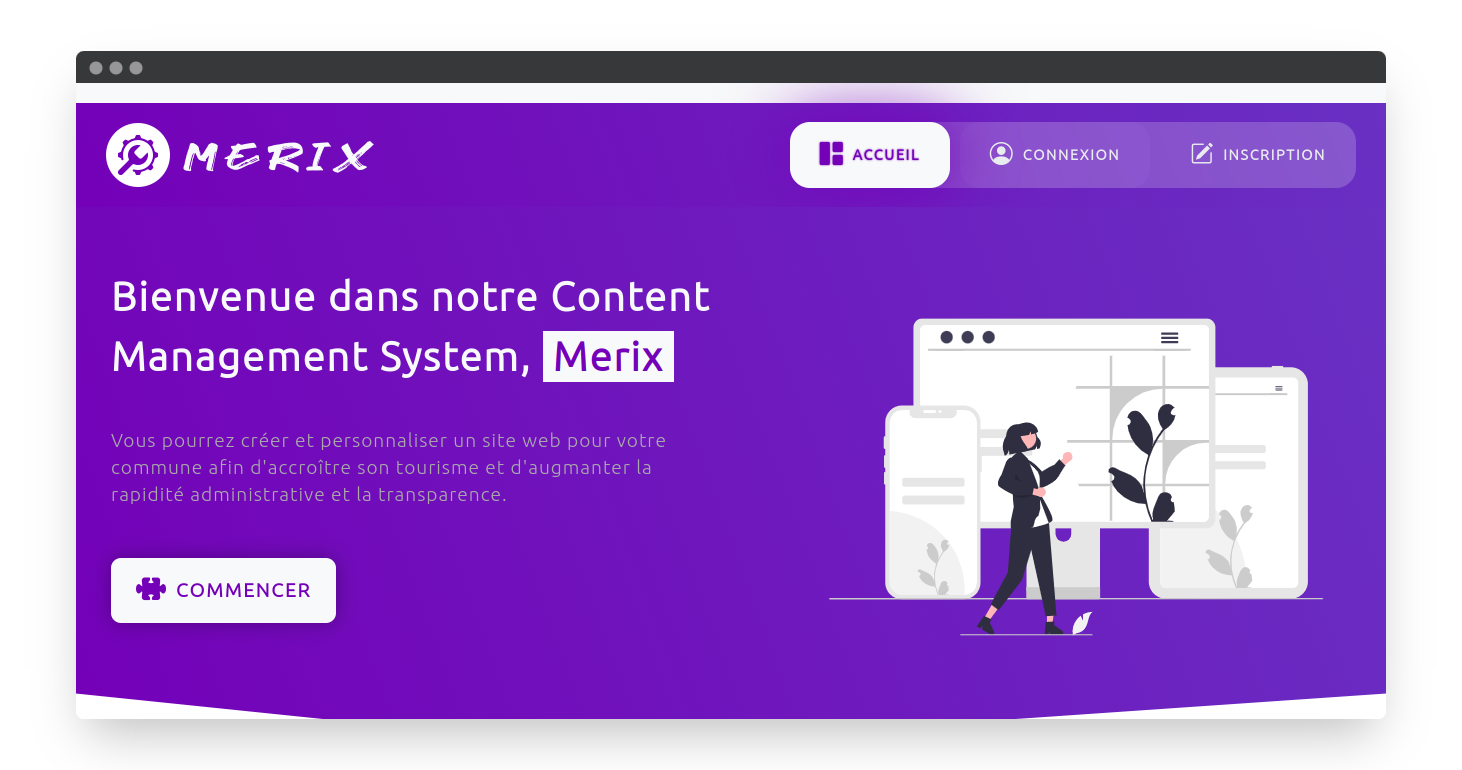 MERIX
ACCUEIL
CONNEXION
INSCRIPTION
Bienvenue dans notre Content
Management System, Merix
Vous pourrez créer et personnaliser un site web pour votre
commune afin d'accroître son tourisme et d'augmanter la
rapidité administrative et la transparence.
COMMENCER